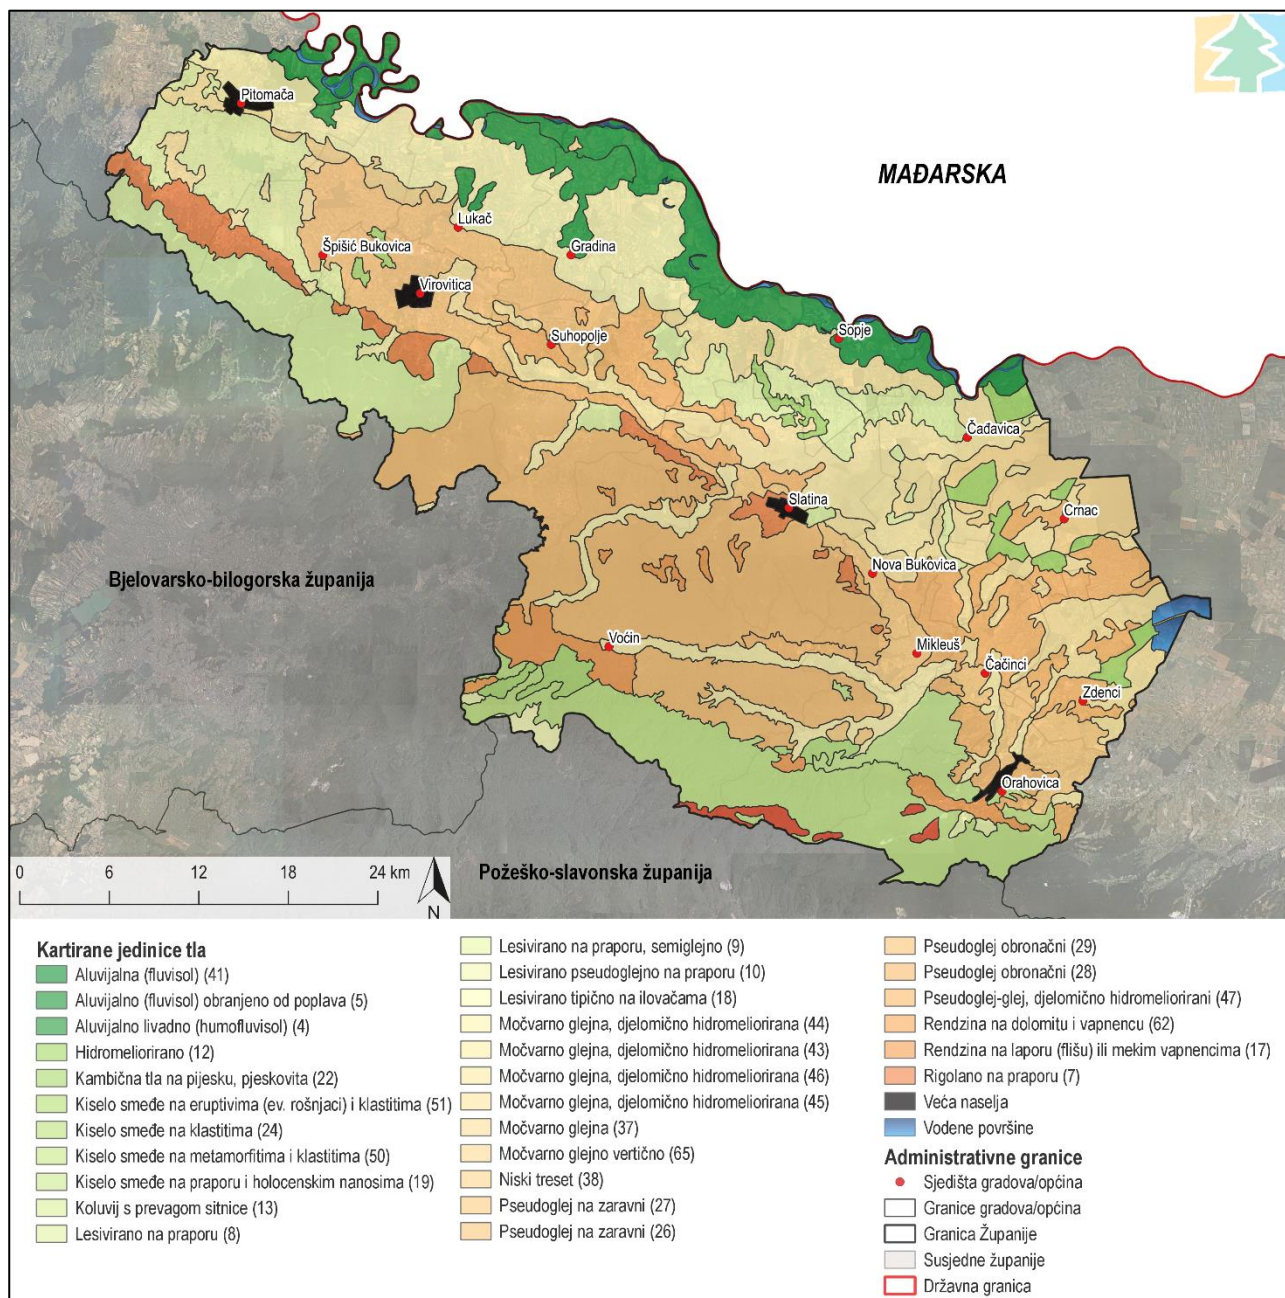 Pitomača
MAĐARSKA
Lukač
Špišić Bukovica
Gradina
Virovitica
Suhopolje
Sopje
Čađavica
Slatina
Crnac
Nova Bukovica
Bjelovarsko-bilogorska županija
Voćin
Mikleuš
Čačinci
Zdenci
Orahovica
Požeško-slavonska županija
0 6 12 18 24 km
N
Kartirane jedinice tla
Aluvijalna (fluvisol) (41)
Aluvijalno (fluvisol) obranjeno od poplava (5)
Aluvijalno livadno (humofluvisol) (4)
Hidromeliorirano (12)
Kambična tla na pijesku, pjeskovita (22)
Kiselo smeđe na eruptivima (ev. rošnjaci) i klastitima (51)
Kiselo smeđe na klastitima (24)
Kiselo smeđe na metamorfitima i klastitima (50)
Kiselo smeđe na praporu i holocenskim nanosima (19)
Koluvij s prevagom sitnice (13)
Lesivirano na praporu (8)
Lesivirano na praporu, semiglejno (9)
Lesivirano pseudoglejno na praporu (10)
Lesivirano tipično na ilovačama (18)
Močvarno glejna, djelomično hidromeliorirana (44)
Močvarno glejna, djelomično hidromeliorirana (43)
Močvarno glejna, djelomično hidromeliorirana (46)
Močvarno glejna, djelomično hidromeliorirana (45)
Močvarno glejna (37)
Močvarno glejno vertično (65)
Niski treset (38)
Pseudoglej na zaravni (27)
Pseudoglej na zaravni (26)
Pseudoglej obronačni (29)
Pseudoglej obronačni (28)
Pseudoglej-glej, djelomično hidromeliorirani (47)
Rendzina na dolomitu i vapnencu (62)
Rendzina na laporu (flišu) ili mekim vapnencima (17)
Rigolano na praporu (7)
Veća naselja
Vodene površine
Administrativne granice
Sjedišta gradova/općina
Granice gradova/općina
Granica Županije
Susjedne županije
Državna granica